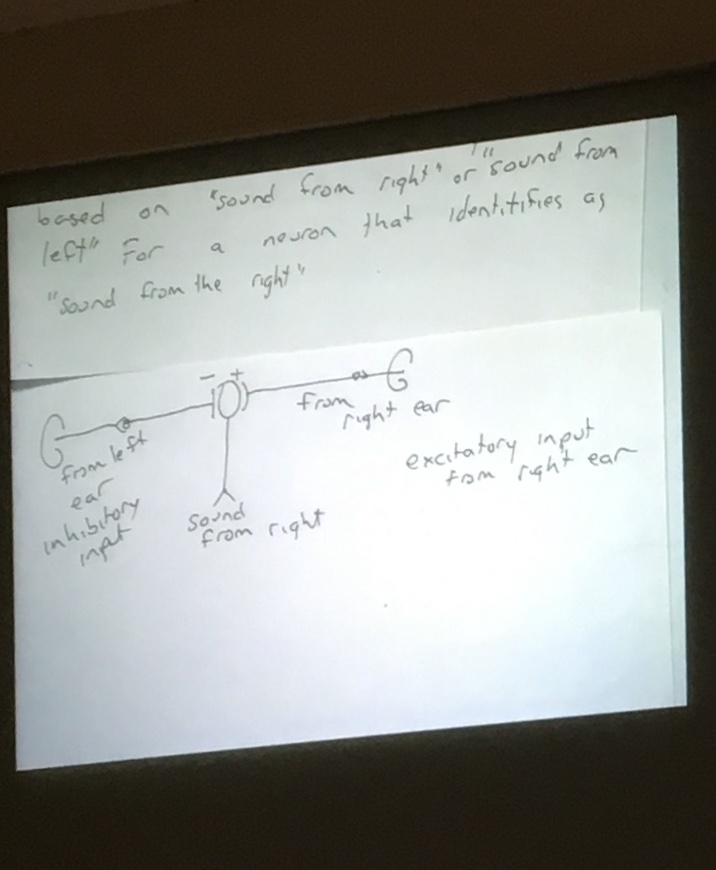 based on "sound from right" or "sound from
left" For a neuron that identitifies as
"sound from the right"
- +
from left
ear
inhibitory
input
sound
from right
from
right ear
excitatory input
from right ear